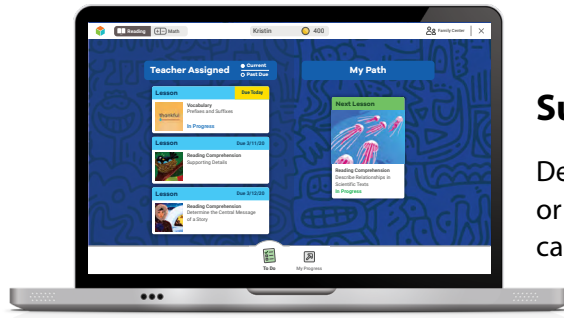 Reading Math Kristin 400 Family Center
Teacher Assigned
Current
Past Due
My Path
Lesson Due Today
thankful
Vocabulary
Prefixes and Suffixes
In Progress
Lesson Due 3/11/20
Reading Comprehension
Supporting Details
Lesson Due 3/12/20
Reading Comprehension
Determine the Central Message
of a Story
Next Lesson
Reading Comprehension
Describe Relationships in
Scientific Texts
In Progress
To Do My Progress
Su
De
or
ca